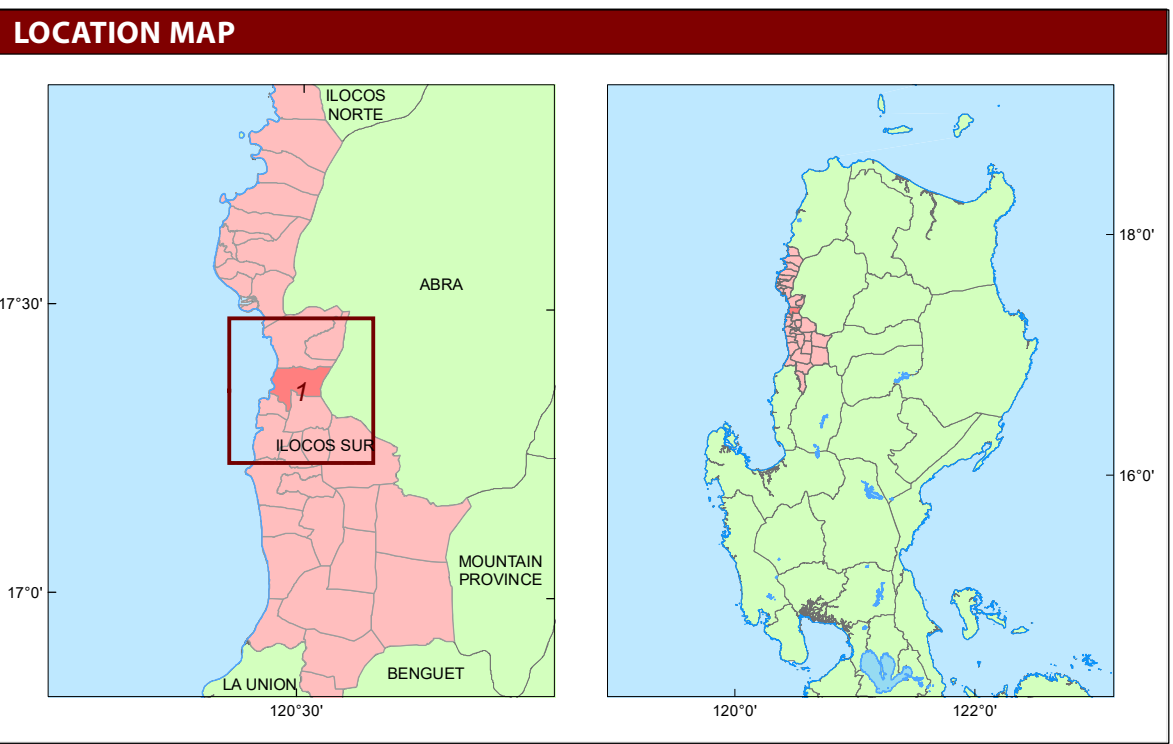 LOCATION MAP
ILOCOS
NORTE
ABRA
17°30'
1
ILOCOS SUR
MOUNTAIN
PROVINCE
17°0'
BENGUET
LA UNION
120°30'
18°0'
16°0'
120°0'
122°0'